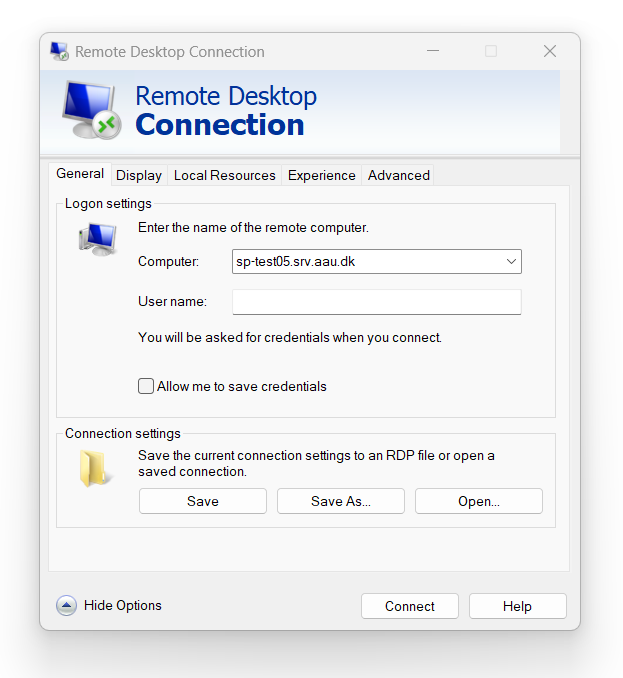 Remote Desktop Connection
Remote Desktop
Connection
General Display Local Resources Experience Advanced
Logon settings
Enter the name of the remote computer.
Computer: sp-test05.srv.aau.dk
User name:
You will be asked for credentials when you connect.
Allow me to save credentials
Connection settings
Save the current connection settings to an RDP file or open a
saved connection.
Save Save As... Open...
Hide Options Connect Help